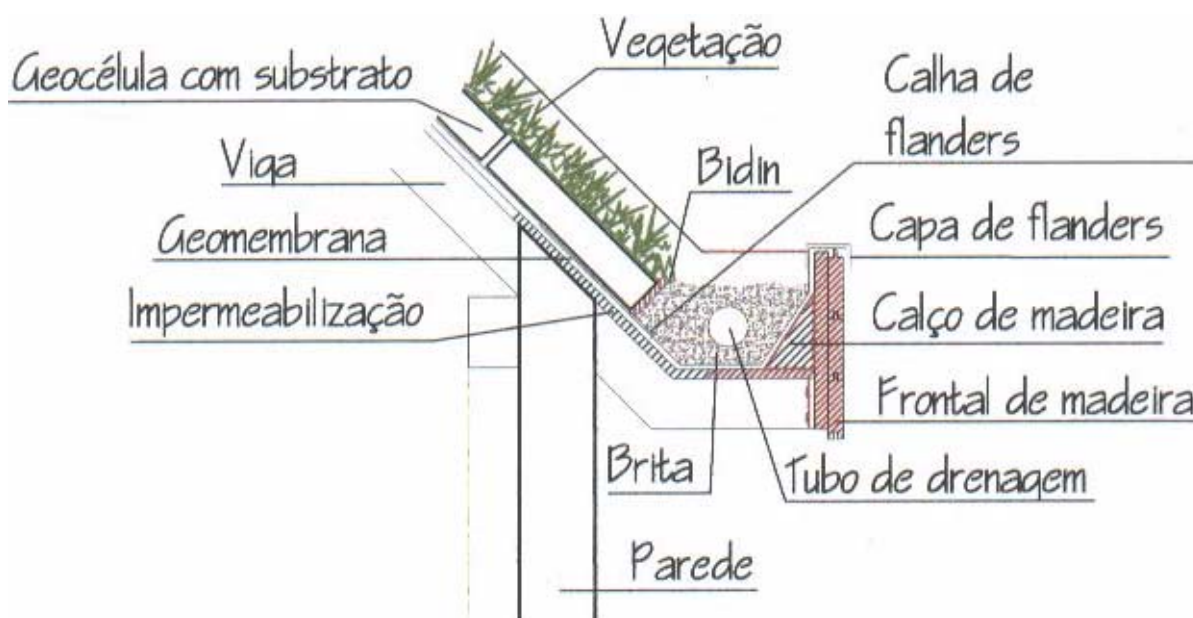 Vegetação
Geocélula com substrato
Calha de
flanders
Viga
Bidin
Geomembrana
Capa de flanders
Impermeabilização
Calço de madeira
Frontal de madeira
Brita
Tubo de drenagem
Parede